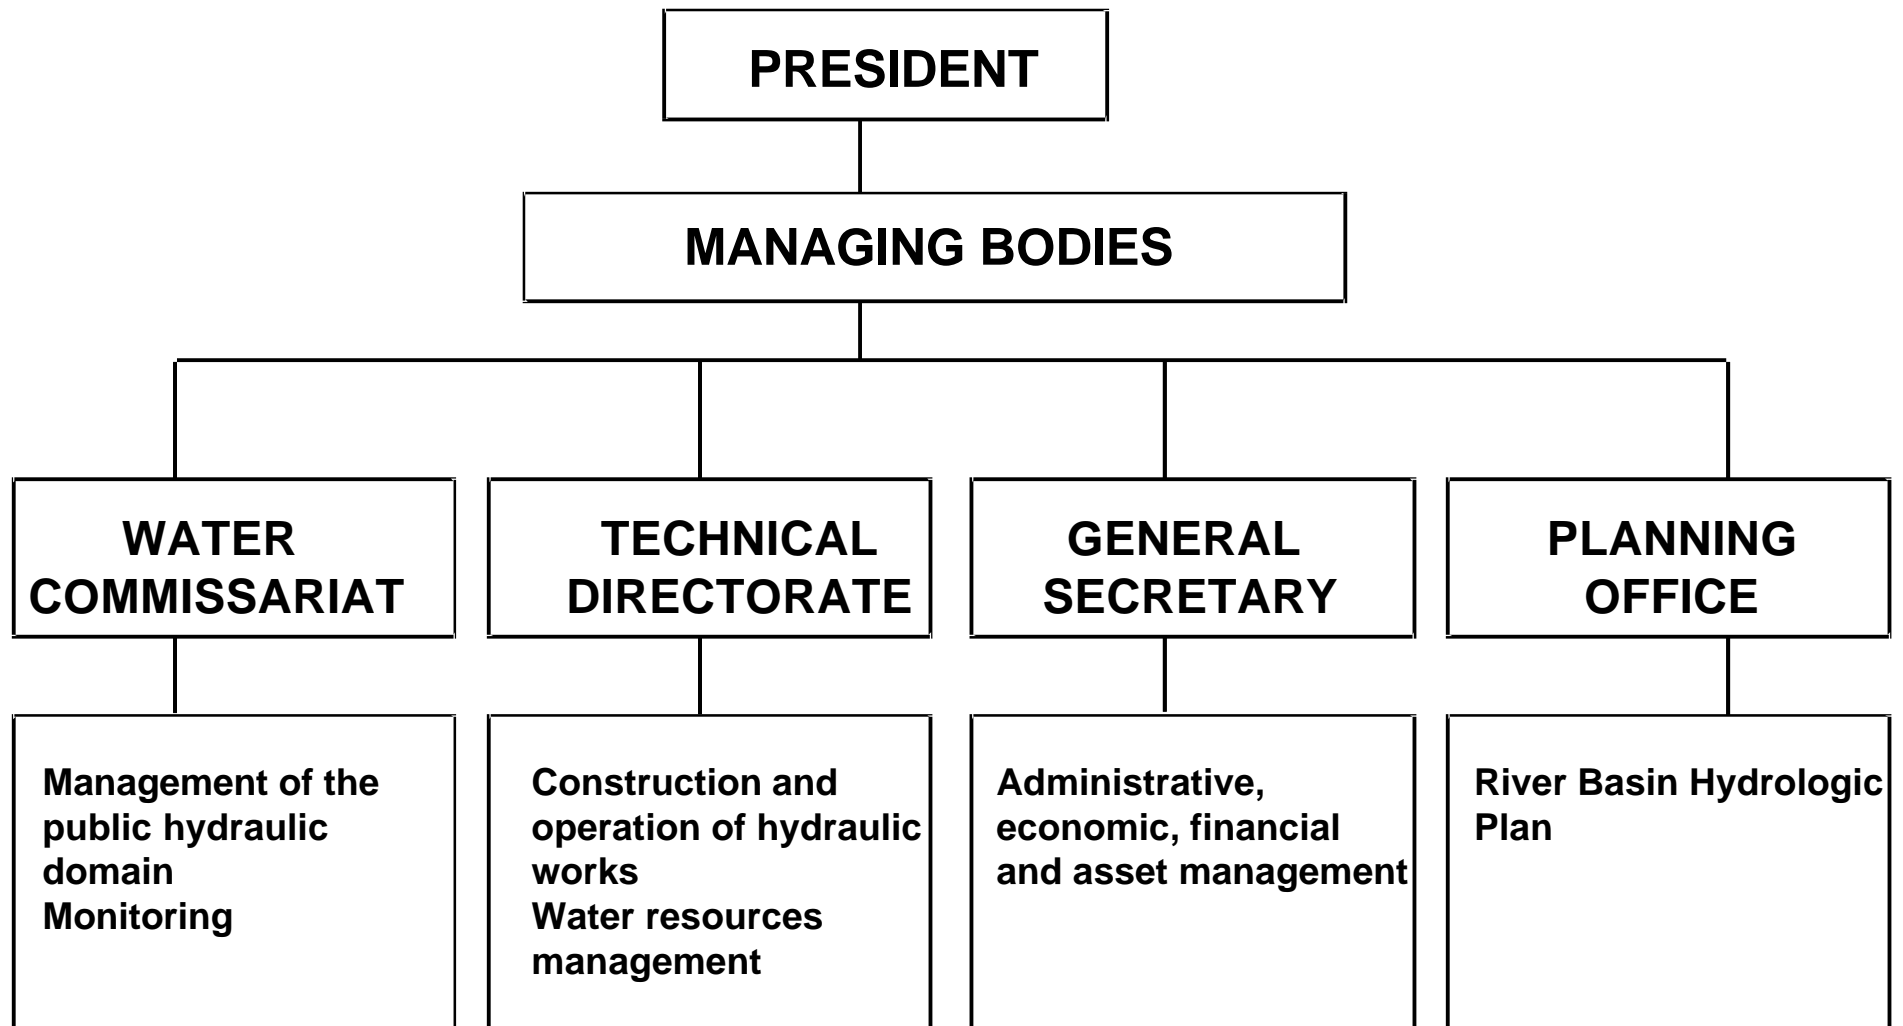 PRESIDENT
MANAGING BODIES
WATER
COMMISSARIAT
TECHNICAL
DIRECTORATE
GENERAL
SECRETARY
PLANNING
OFFICE
Management of the
public hydraulic
domain
Monitoring
Construction and
operation of hydraulic
works
Water resources
management
Administrative,
economic, financial
and asset management
River Basin Hydrologic
Plan